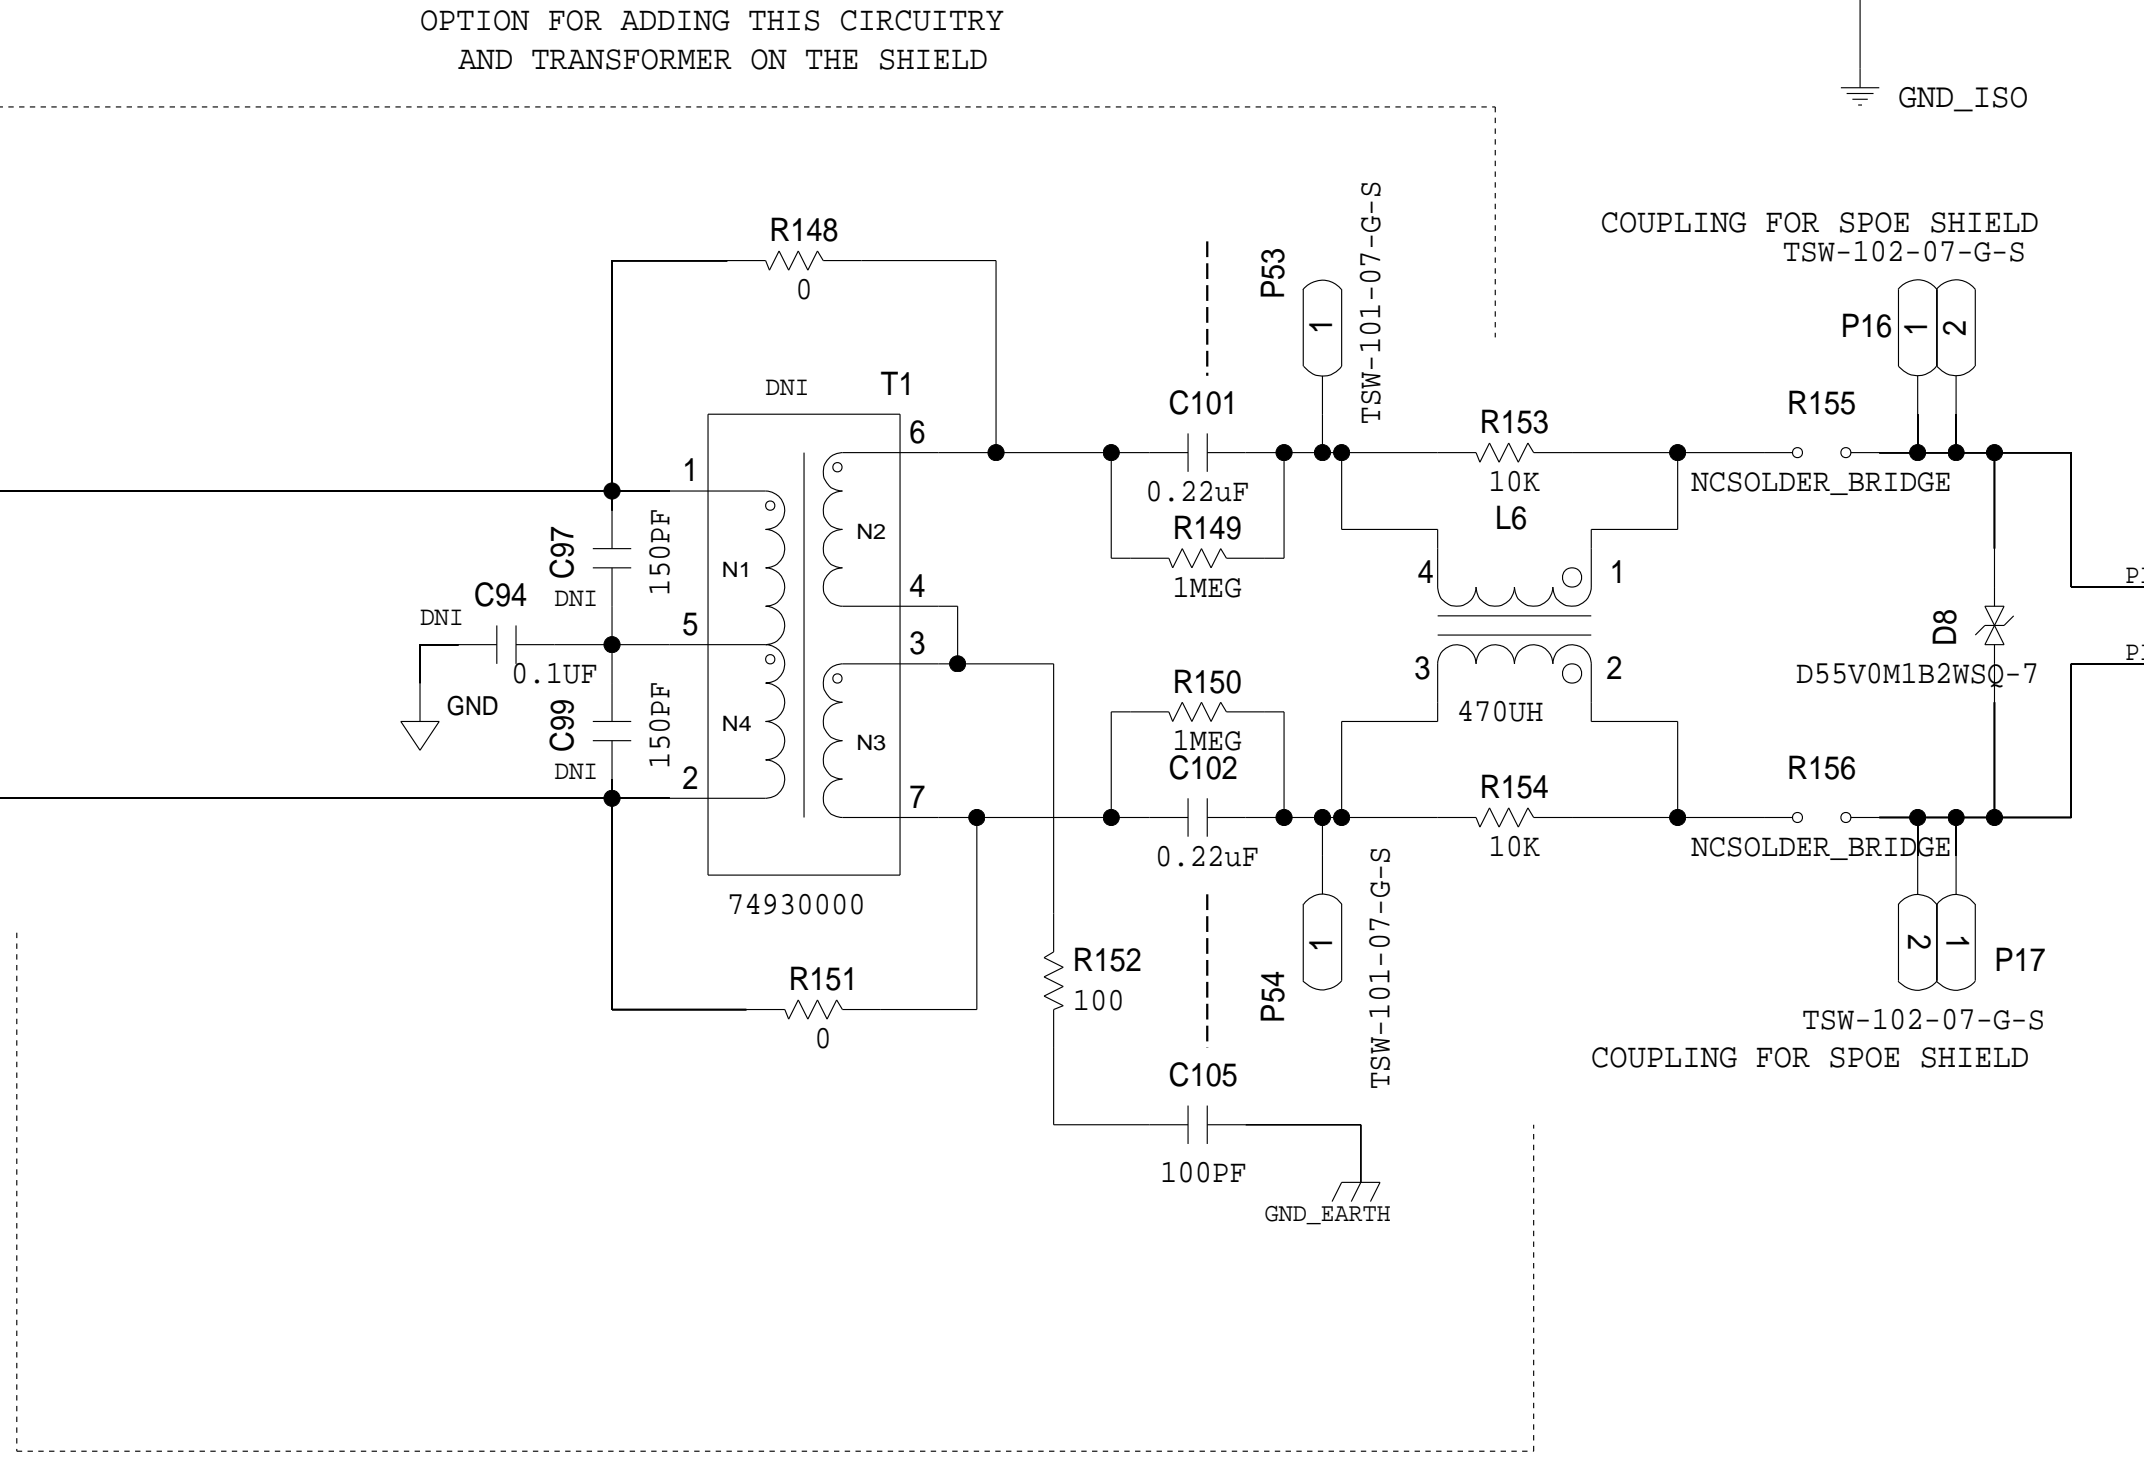 OPTION FOR ADDING THIS CIRCUITRY
AND TRANSFORMER ON THE SHIELD
GND_ISO
COUPLING FOR SPOE SHIELD
TSW-102-07-G-S
P16
1
2
R148
0
P53
1
TSW-101-07-G-S
DNI
T1
6
1
N2
N1
4
5
3
N4
N3
2
7
74930000
C97
150PF
DNI
C94
DNI
0.1UF
GND
C99
150PF
DNI
R151
0
C101
0.22uF
R149
1MEG
R150
1MEG
C102
0.22uF
R153
10K
L6
4
1
3
2
470UH
R154
10K
R155
NCSOLDER_BRIDGE
D8
D55V0M1B2WSQ-7
R156
NCSOLDER_BRIDGE
R152
100
P54
1
TSW-101-07-G-S
2
1
P17
TSW-102-07-G-S
COUPLING FOR SPOE SHIELD
C105
100PF
GND_EARTH